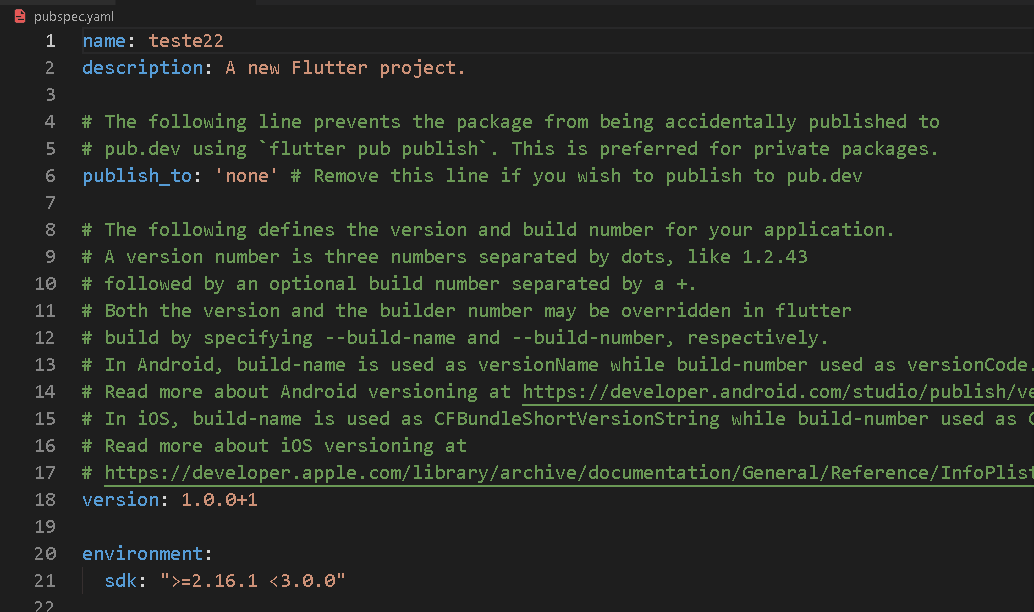 pubspec.yaml
1 name: teste22
2 description: A new Flutter project.
3
4 # The following line prevents the package from being accidentally published to
5 # pub.dev using `flutter pub publish`. This is preferred for private packages.
6 publish_to: 'none' # Remove this line if you wish to publish to pub.dev
7
8 # The following defines the version and build number for your application.
9 # A version number is three numbers separated by dots, like 1.2.43
10 # followed by an optional build number separated by a +.
11 # Both the version and the builder number may be overridden in flutter
12 # build by specifying --build-name and --build-number, respectively.
13 # In Android, build-name is used as versionName while build-number used as versionCode.
14 # Read more about Android versioning at https://developer.android.com/studio/publish/ve
15 # In iOS, build-name is used as CFBundleShortVersionString while build-number used as
16 # Read more about iOS versioning at
17 # https://developer.apple.com/library/archive/documentation/General/Reference/InfoPlist
18 version: 1.0.0+1
19
20 environment:
21 sdk: ">=2.16.1 <3.0.0"
22